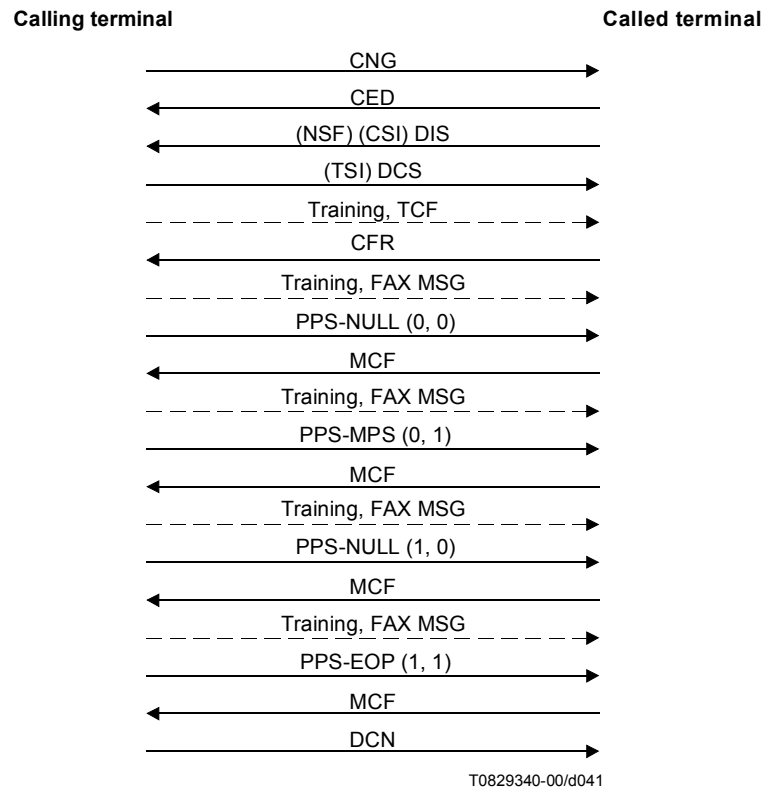 Calling terminal Called terminal
CNG
CED
(NSF) (CSI) DIS
(TSI) DCS
Training, TCF
CFR
Training, FAX MSG
PPS-NULL (0, 0)
MCF
Training, FAX MSG
PPS-MPS (0, 1)
MCF
Training, FAX MSG
PPS-NULL (1, 0)
MCF
Training, FAX MSG
PPS-EOP (1, 1)
MCF
DCN
T0829340-00/d041